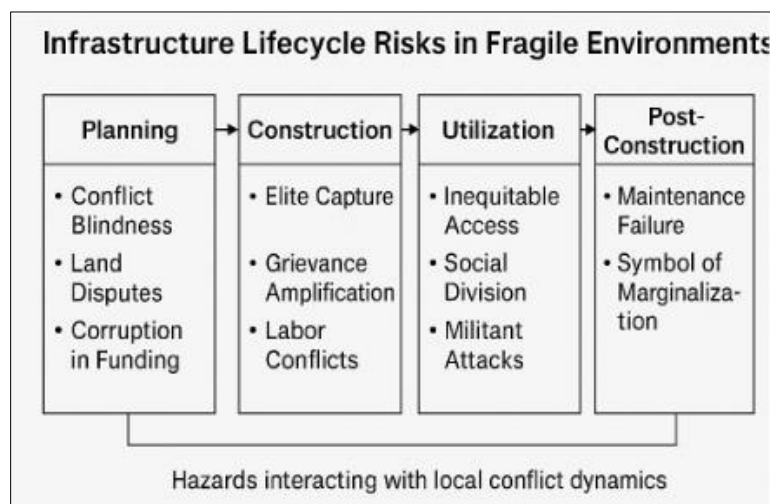 Infrastructure Lifecycle Risks in Fragile Environments
Planning
• Conflict
Blindness
• Land
Disputes
• Corruption
in Funding
Construction
• Elite Capture
• Grievance
Amplification
• Labor
Conflicts
Utilization
• Inequitable
Access
• Social
Division
• Militant
Attacks
Post-
Construction
• Maintenance
Failure
• Symbol of
Marginaliza-
tion
Hazards interacting with local conflict dynamics